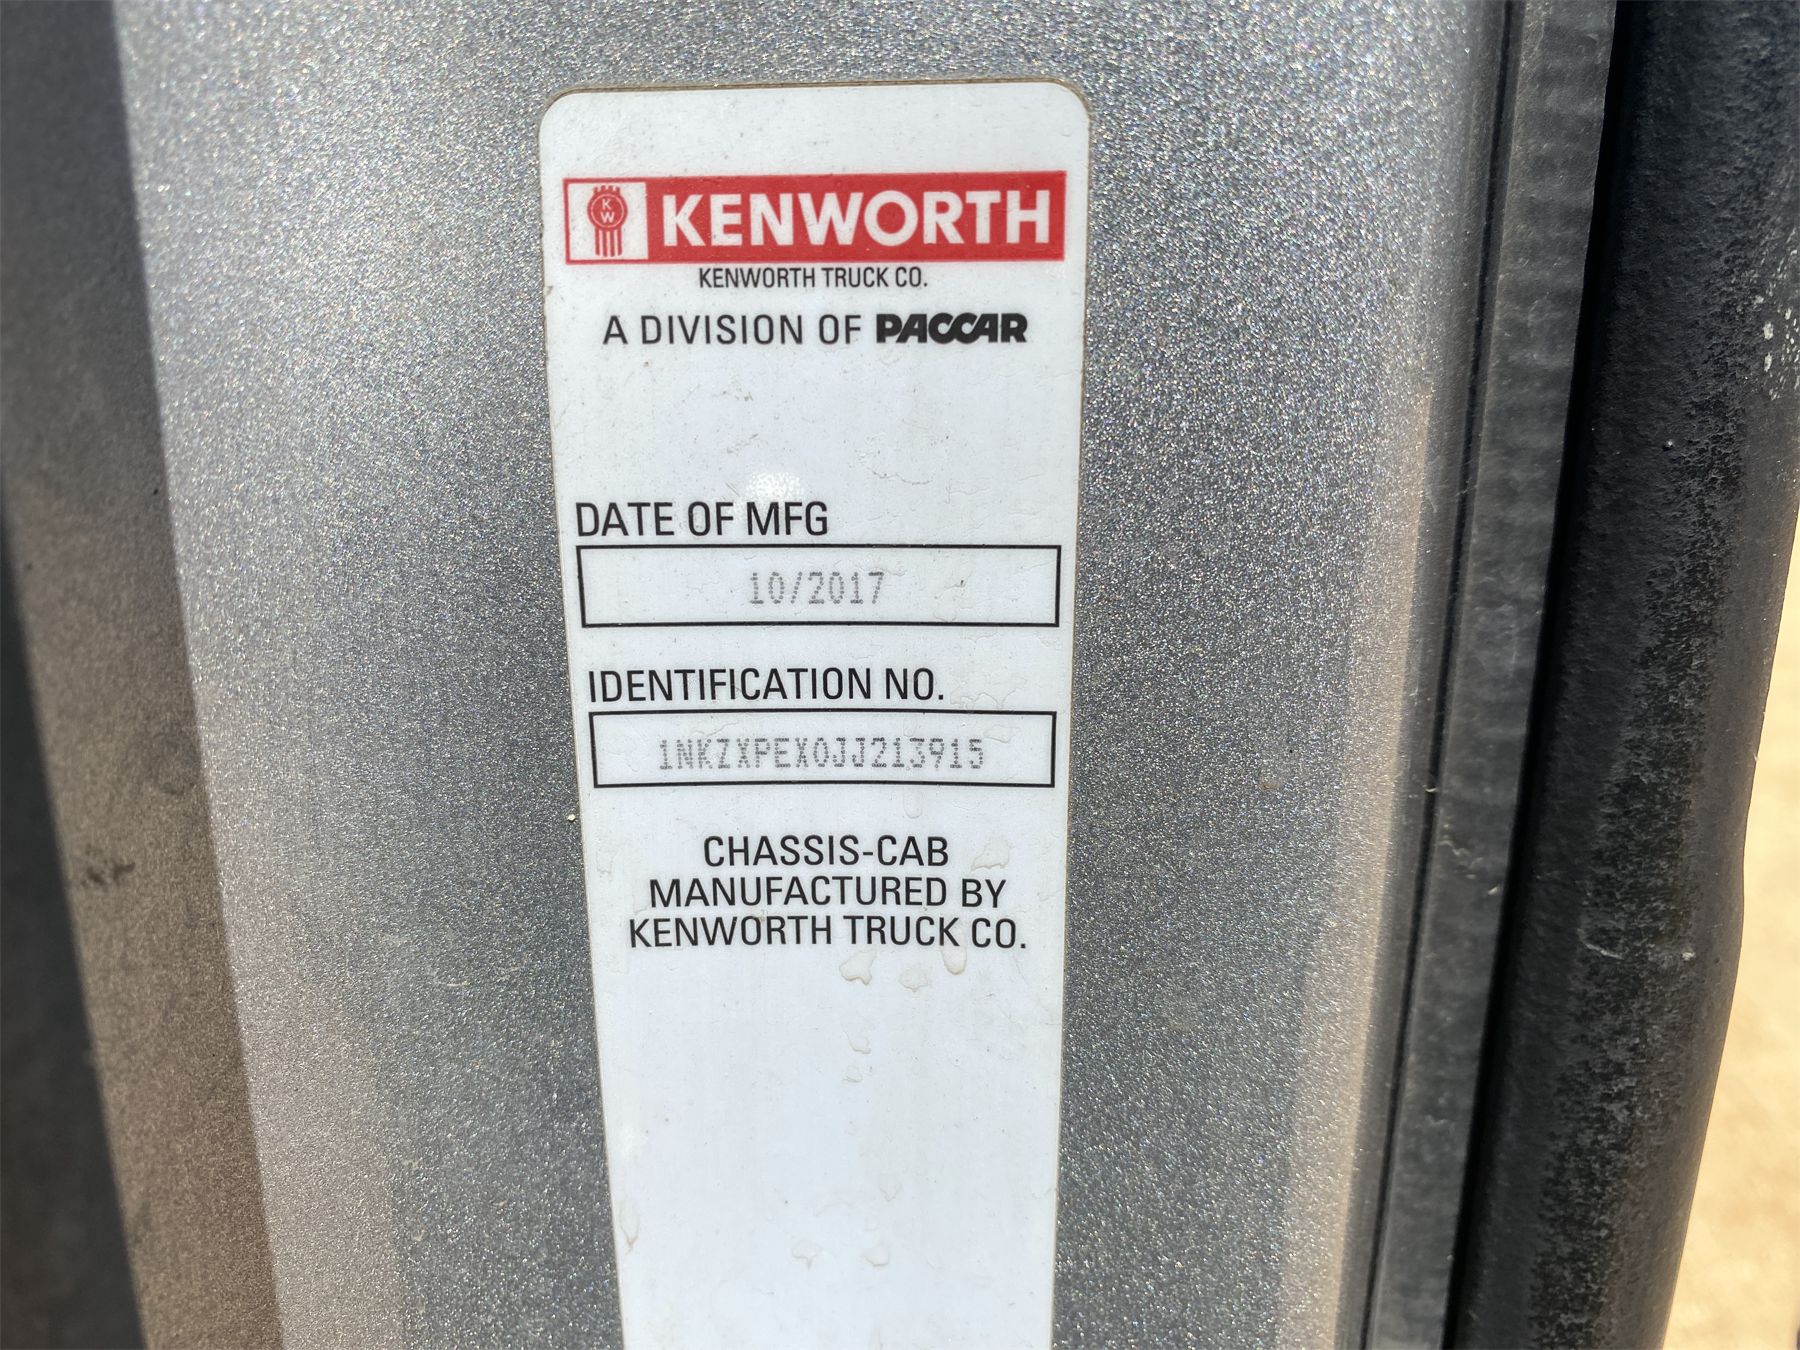 KW KENWORTH
KENWORTH TRUCK CO.
A DIVISION OF PACCAR
DATE OF MFG
10/2017
IDENTIFICATION NO.
1NKZXPEX0JJ213915
CHASSIS-CAB
MANUFACTURED BY
KENWORTH TRUCK CO.